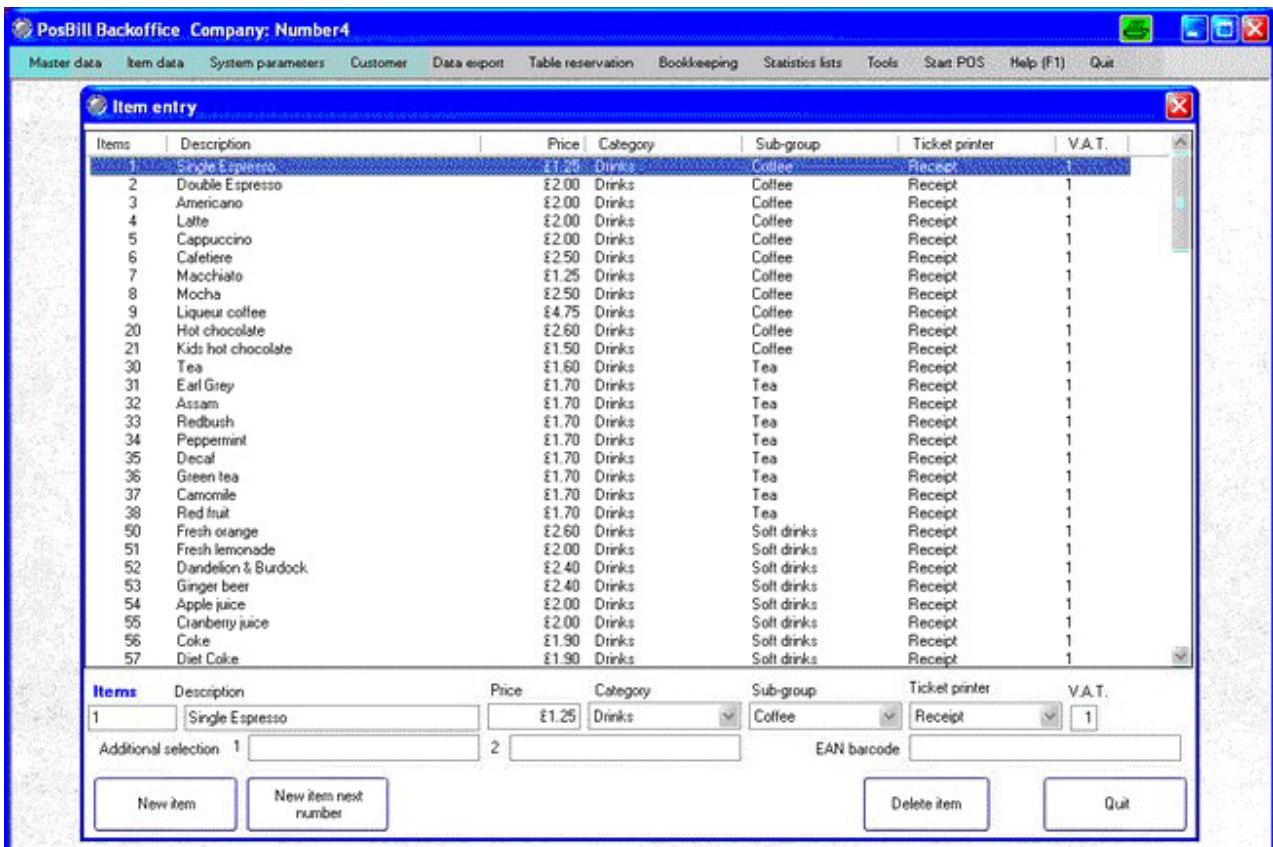 PosBill Backoffice Company: Number4
Master data Item data System parameters Customer Data export Table reservation Bookkeeping Statistics lists Tools Start POS Help (F1) Quit
Item entry
Items Description Price Category Sub-group Ticket printer V.A.T.
1 Single Espresso £1.25 Drinks Coffee Receipt 1
2 Double Espresso £2.00 Drinks Coffee Receipt 1
3 Americano £2.00 Drinks Coffee Receipt 1
4 Latte £2.00 Drinks Coffee Receipt 1
5 Cappuccino £2.00 Drinks Coffee Receipt 1
6 Cafetiere £2.50 Drinks Coffee Receipt 1
7 Macchiato £1.25 Drinks Coffee Receipt 1
8 Mocha £2.50 Drinks Coffee Receipt 1
9 Liqueur coffee £4.75 Drinks Coffee Receipt 1
20 Hot chocolate £2.60 Drinks Coffee Receipt 1
21 Kids hot chocolate £1.50 Drinks Coffee Receipt 1
30 Tea £1.60 Drinks Tea Receipt 1
31 Earl Grey £1.70 Drinks Tea Receipt 1
32 Assam £1.70 Drinks Tea Receipt 1
33 Redbush £1.70 Drinks Tea Receipt 1
34 Peppermint £1.70 Drinks Tea Receipt 1
35 Decaf £1.70 Drinks Tea Receipt 1
36 Green tea £1.70 Drinks Tea Receipt 1
37 Camomile £1.70 Drinks Tea Receipt 1
38 Red fruit £1.70 Drinks Tea Receipt 1
50 Fresh orange £2.60 Drinks Soft drinks Receipt 1
51 Fresh lemonade £2.00 Drinks Soft drinks Receipt 1
52 Dandelion & Burdock £2.40 Drinks Soft drinks Receipt 1
53 Ginger beer £2.40 Drinks Soft drinks Receipt 1
54 Apple juice £2.00 Drinks Soft drinks Receipt 1
55 Cranberry juice £2.00 Drinks Soft drinks Receipt 1
56 Coke £1.90 Drinks Soft drinks Receipt 1
57 Diet Coke £1.90 Drinks Soft drinks Receipt 1
Items Description Price Category Sub-group Ticket printer V.A.T.
1 Single Espresso £1.25 Drinks Coffee Receipt 1
Additional selection 1 2 EAN barcode
New item New item next number Delete item Quit